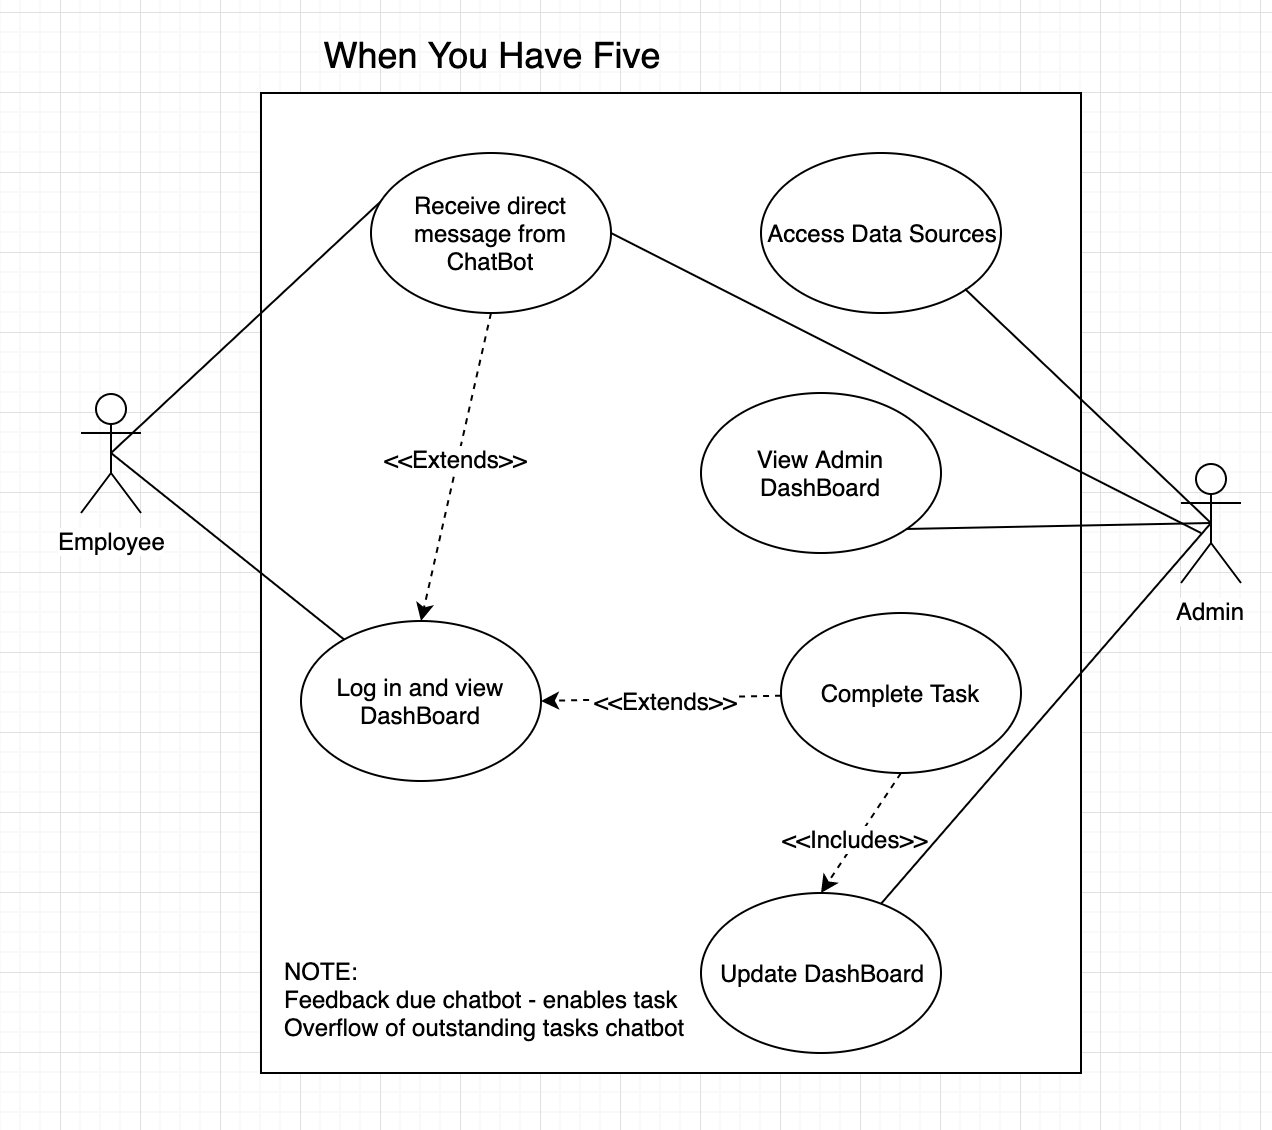 When You Have Five
Receive direct
message from
ChatBot
Access Data Sources
<<Extends>>
View Admin
DashBoard
Employee
Admin
Log in and view
DashBoard
<<Extends>>
Complete Task
<<Includes>>
Update DashBoard
NOTE:
Feedback due chatbot - enables task
Overflow of outstanding tasks chatbot